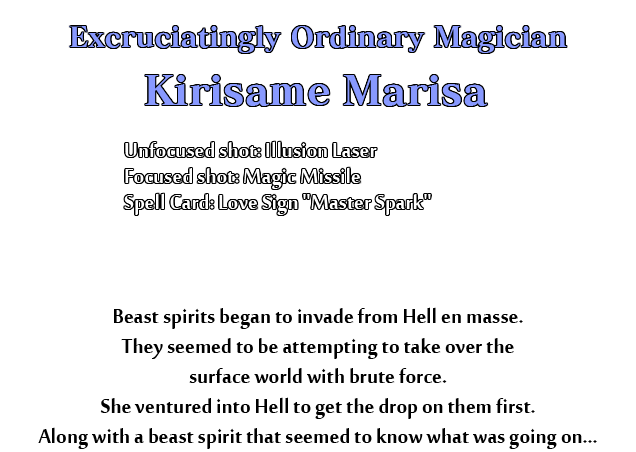 Excruciatingly Ordinary Magician
Kirisame Marisa
Unfocused shot: Illusion Laser
Focused shot: Magic Missile
Spell Card: Love Sign "Master Spark"
Beast spirits began to invade from Hell en masse.
They seemed to be attempting to take over the
surface world with brute force.
She ventured into Hell to get the drop on them first.
Along with a beast spirit that seemed to know what was going on...